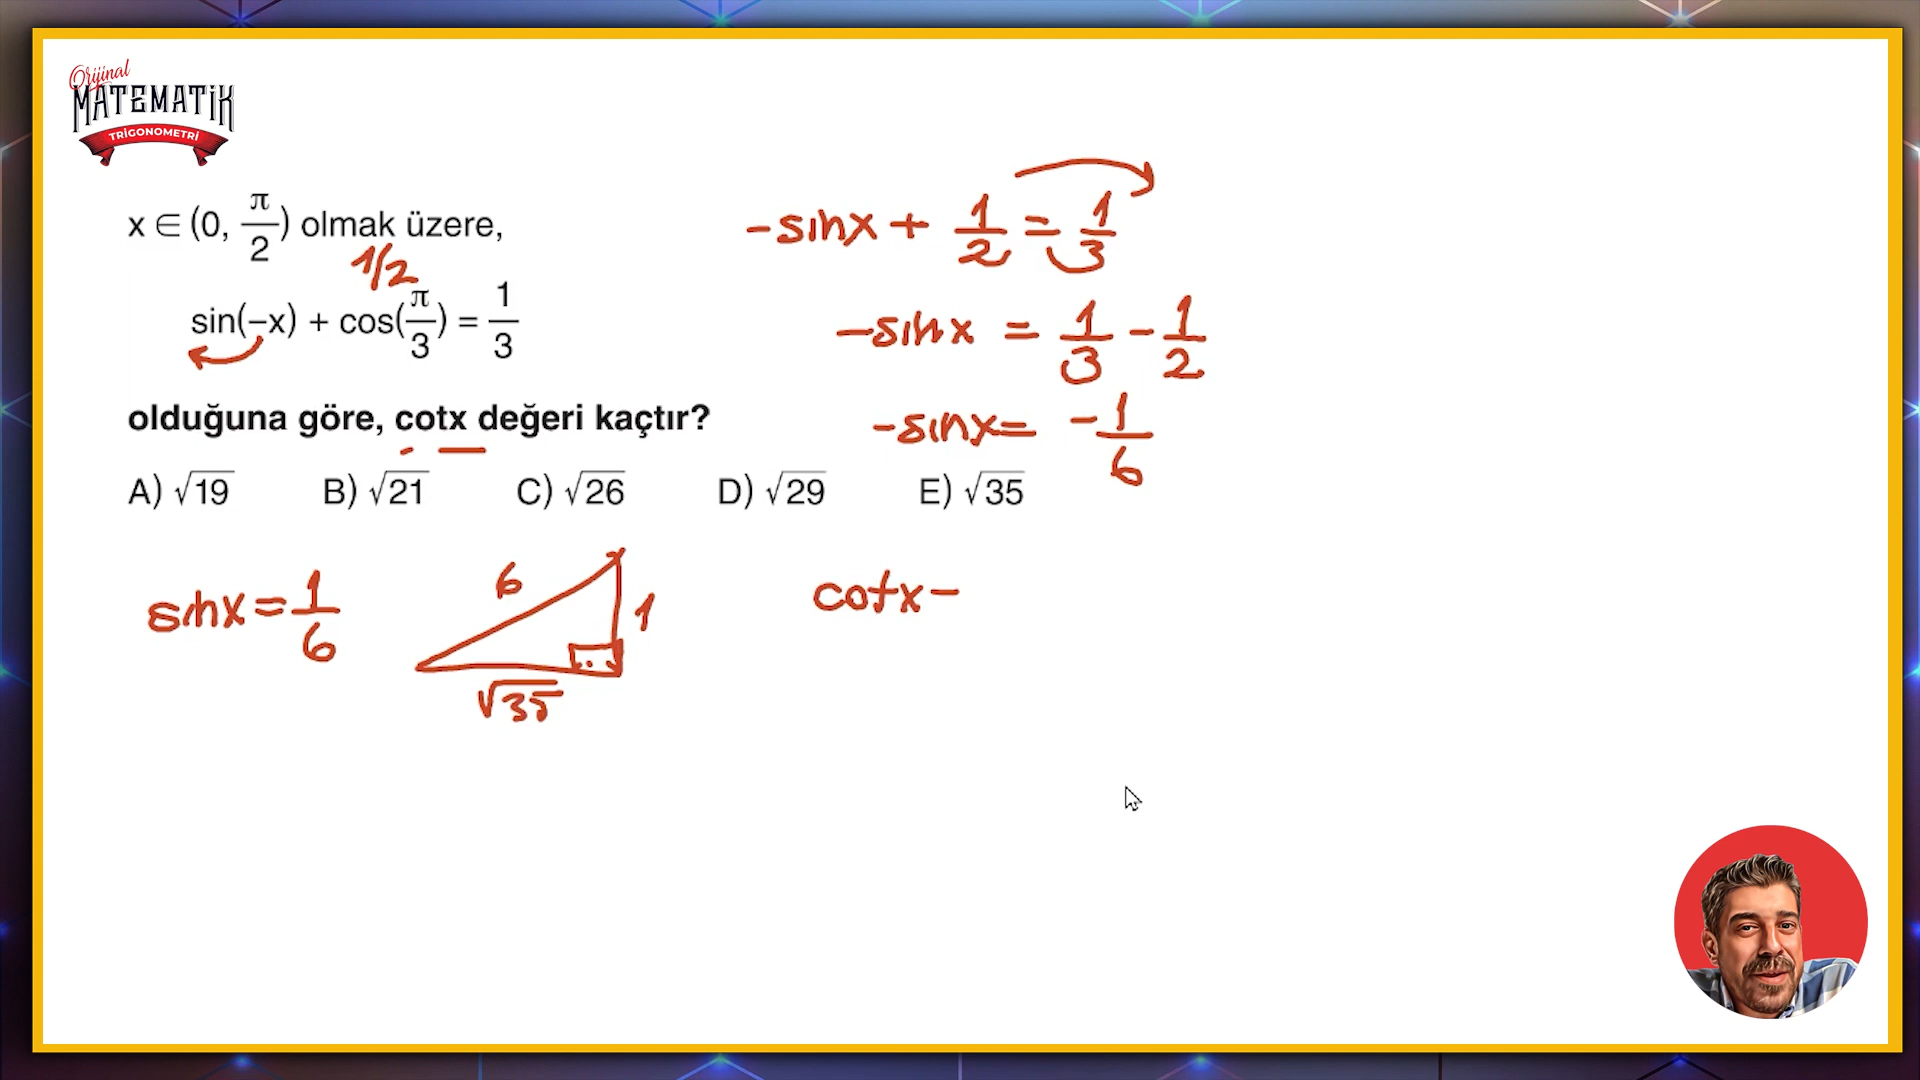 Orijinal
MATEMATİK
TRİGONOMETRİ
x ∈ (0, π/2) olmak üzere,
1/2
sin(−x) + cos(π/3) = 1/3
olduğuna göre, cotx değeri kaçtır?
A) √19 B) √21 C) √26 D) √29 E) √35
-sinx + 1/2 = 1/3
-sinx = 1/3 - 1/2
-sinx = -1/6
sinx = 1/6
6
1
√35
cotx -